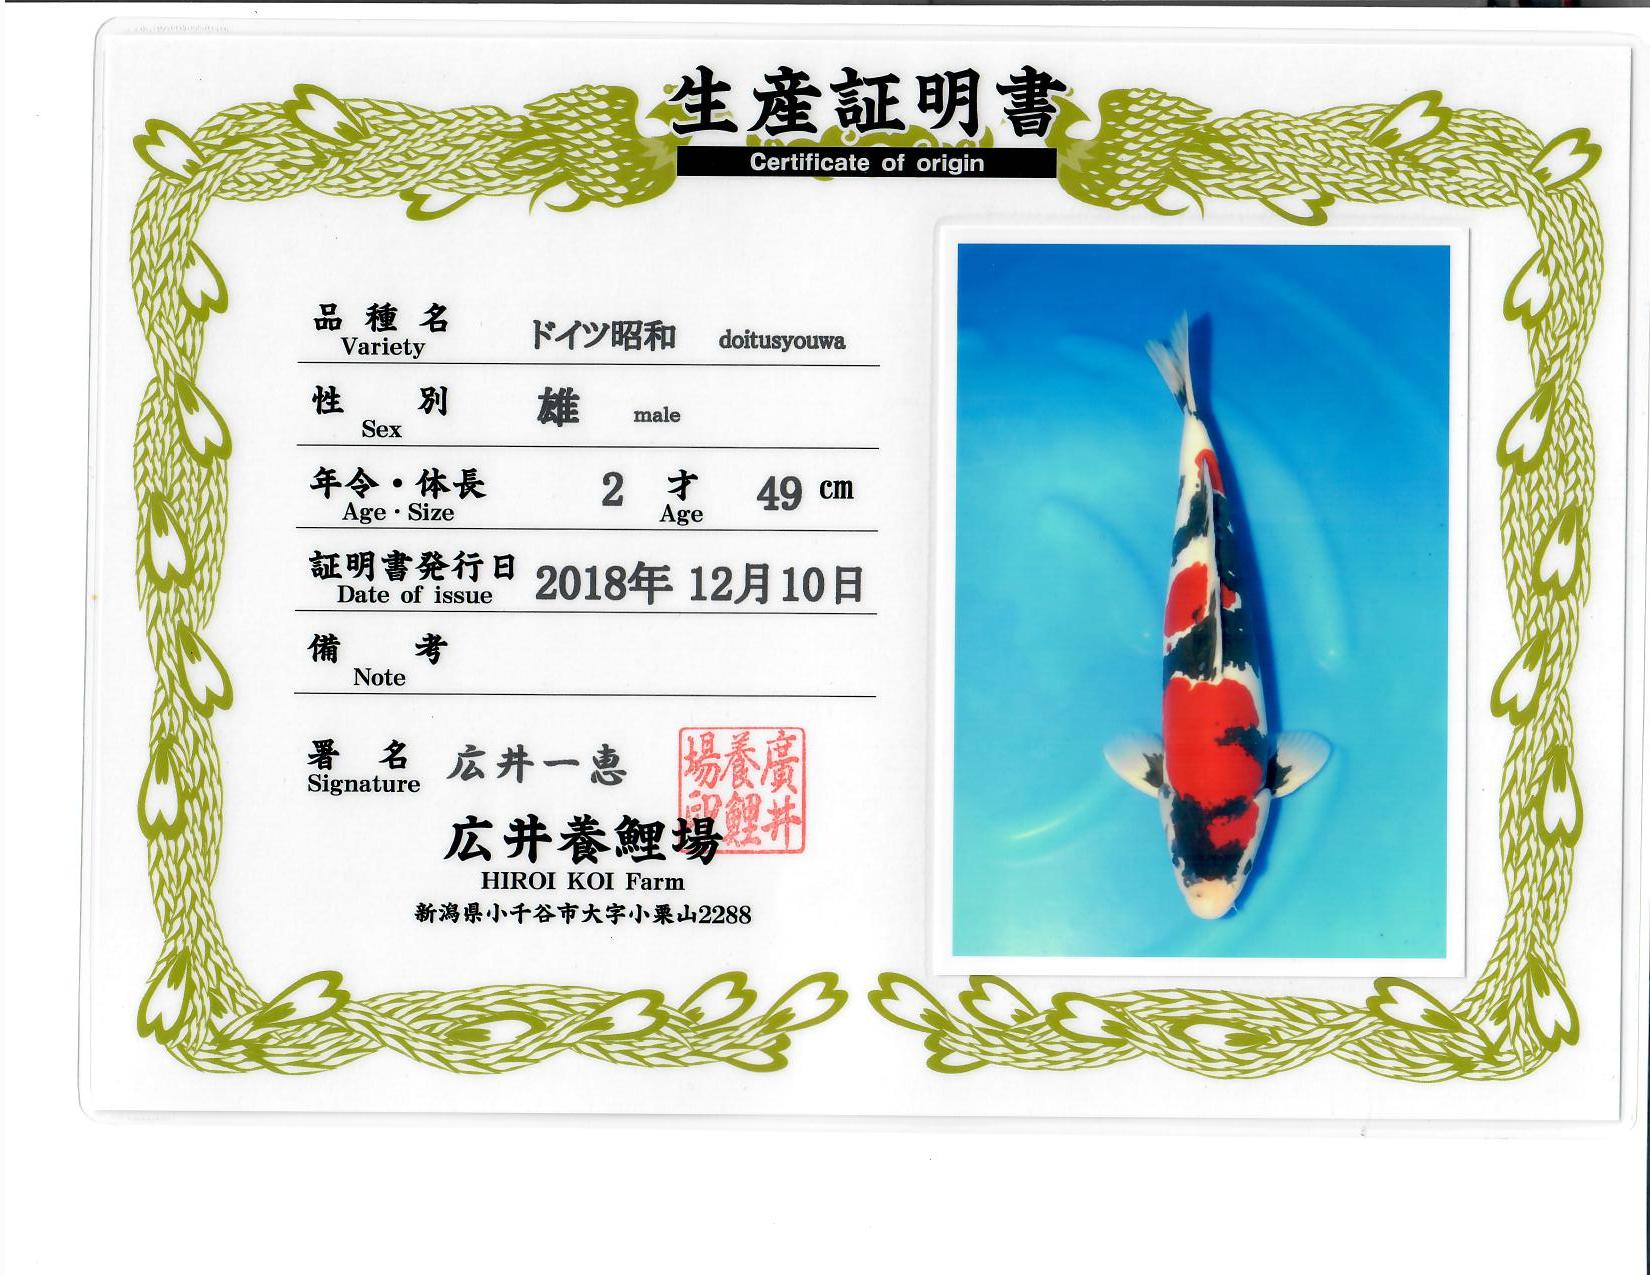 生産証明書
Certificate of origin
品種名 ドイツ昭和 doitusyouwa
Variety
性別 雄 male
Sex
年令・体長 2 才 49 cm
Age・Size Age
証明書発行日 2018年 12月10日
Date of issue
備考
Note
署名 広井一恵
Signature
廣井養鯉場印
広井養鯉場
HIROI KOI Farm
新潟県小千谷市大字小栗山2288